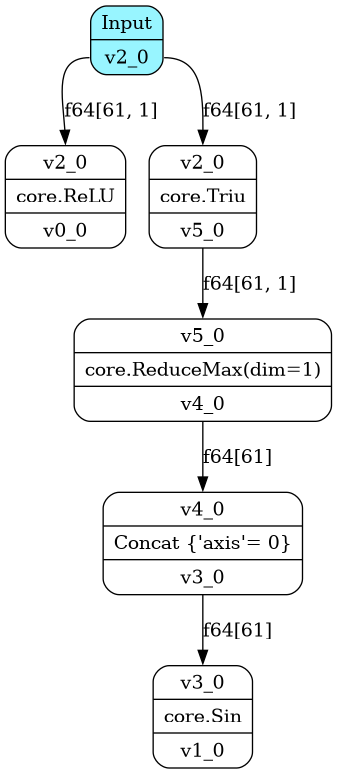 Input
v2_0
f64[61, 1]
f64[61, 1]
v2_0
core.ReLU
v0_0
v2_0
core.Triu
v5_0
f64[61, 1]
v5_0
core.ReduceMax(dim=1)
v4_0
f64[61]
v4_0
Concat {'axis'= 0}
v3_0
f64[61]
v3_0
core.Sin
v1_0